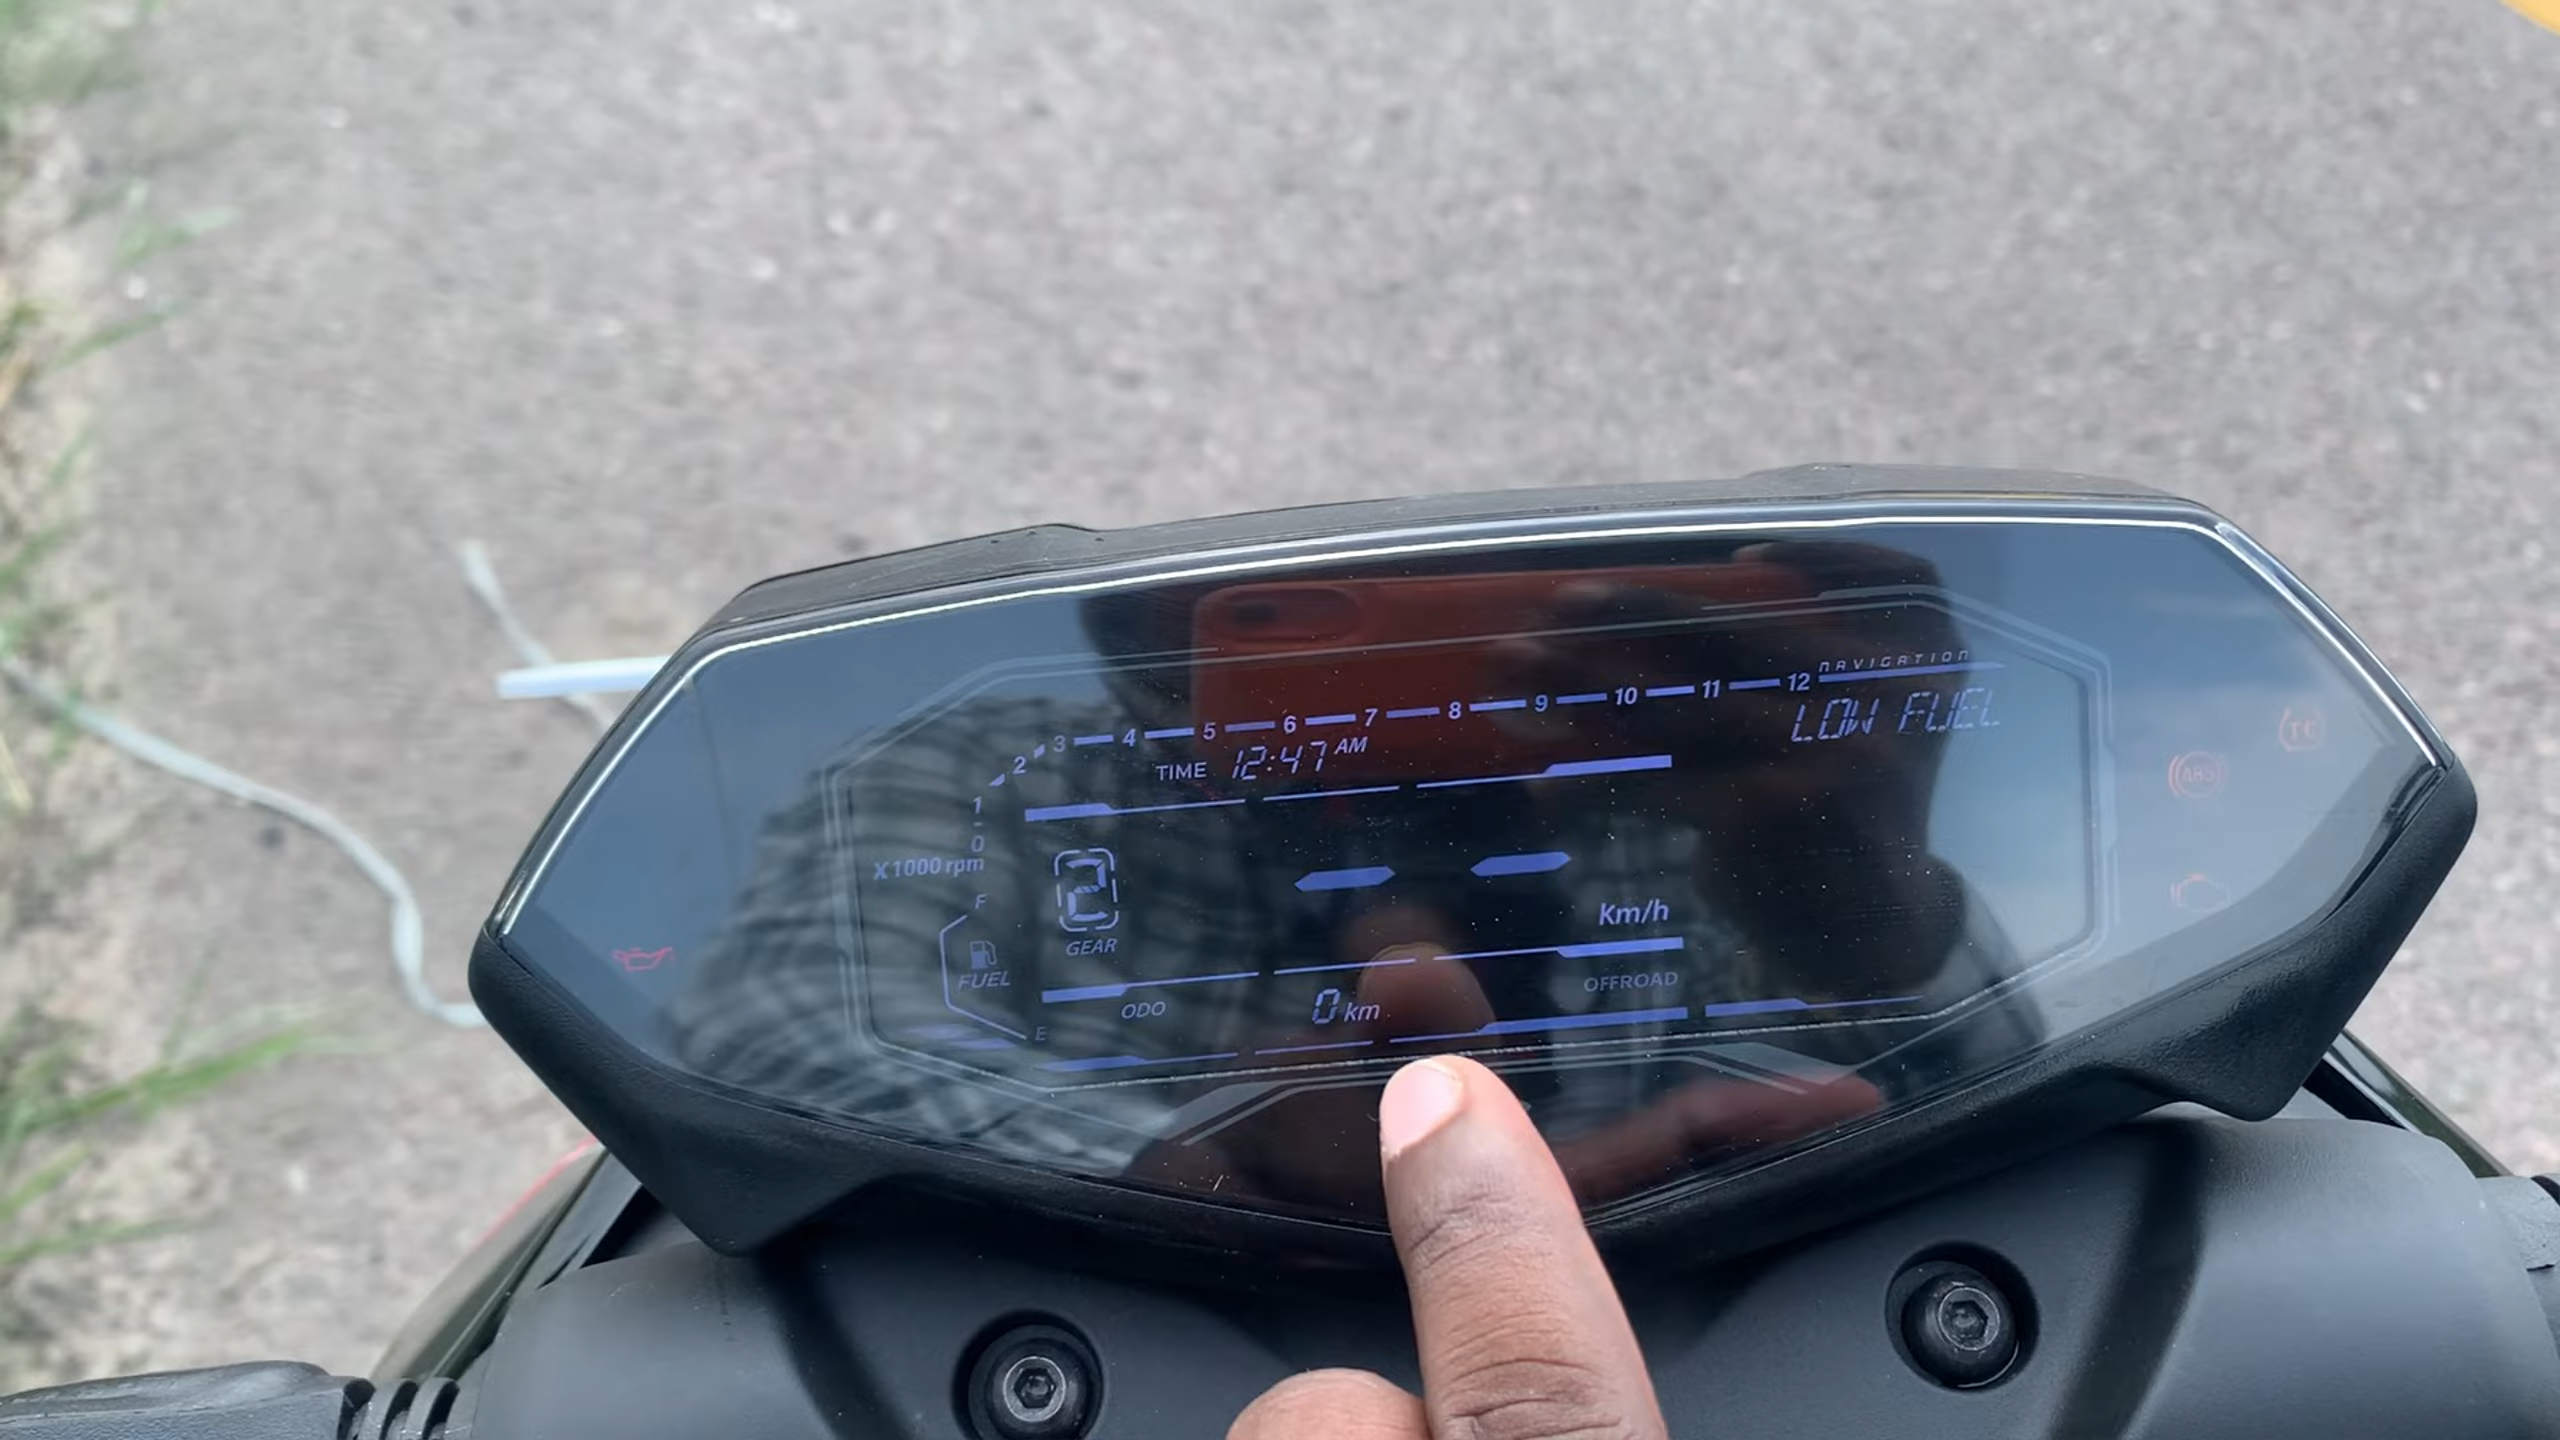 NAVIGATION
LOW FUEL
0 1 2 3 4 5 6 7 8 9 10 11 12
X1000 rpm
TIME 12:47 AM
TC
ABS
2
GEAR
Km/h
F
FUEL
E
ODO 0 km
OFFROAD